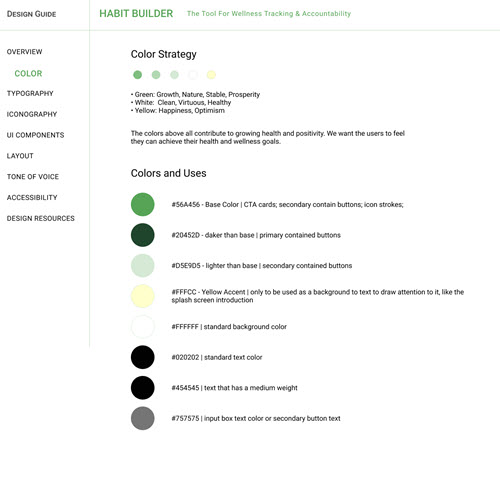 DESIGN GUIDE
HABIT BUILDER
The Tool For Wellness Tracking & Accountability
OVERVIEW
COLOR
TYPOGRAPHY
ICONOGRAPHY
UI COMPONENTS
LAYOUT
TONE OF VOICE
ACCESSIBILITY
DESIGN RESOURCES
Color Strategy
• Green: Growth, Nature, Stable, Prosperity
• White: Clean, Virtuous, Healthy
• Yellow: Happiness, Optimism
The colors above all contribute to growing health and positivity. We want the users to feel
they can achieve their health and wellness goals.
Colors and Uses
#56A456 - Base Color | CTA cards; secondary contain buttons; icon strokes;
#20452D - daker than base | primary contained buttons
#D5E9D5 - lighter than base | secondary contained buttons
#FFFCC - Yellow Accent | only to be used as a background to text to draw attention to it, like the
splash screen introduction
#FFFFFF | standard background color
#020202 | standard text color
#454545 | text that has a medium weight
#757575 | input box text color or secondary button text